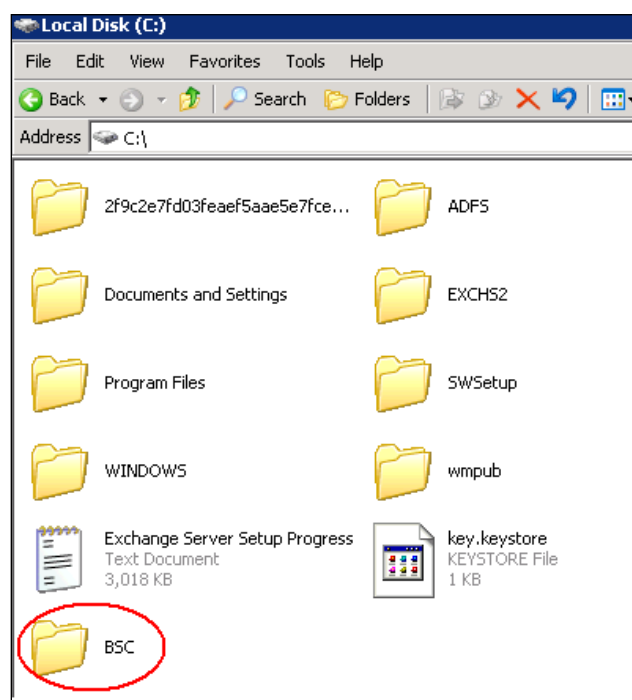 Local Disk (C:)
File Edit View Favorites Tools Help
Back Search Folders
Address C:\
2f9c2e7fd03feaef5aae5e7fce... ADFS
Documents and Settings EXCHS2
Program Files SWSetup
WINDOWS wmpub
Exchange Server Setup Progress key.keystore
Text Document KEYSTORE File
3,018 KB 1 KB
BSC